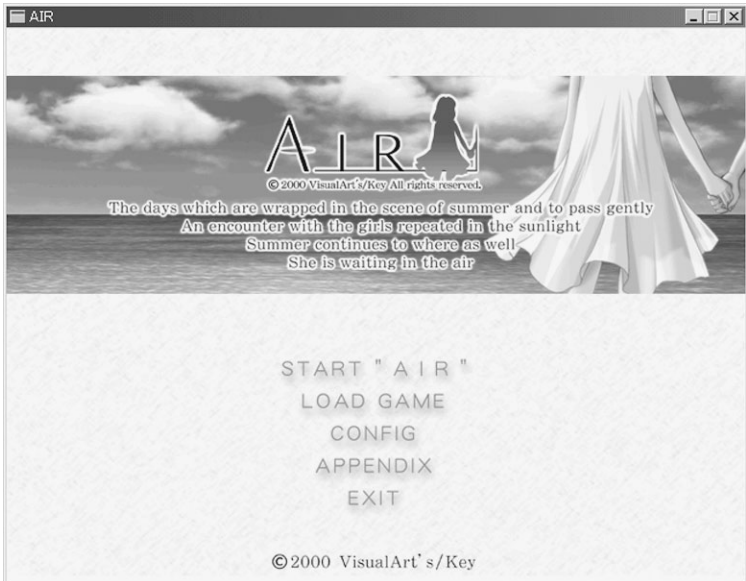 AIR
AIR
© 2000 VisualArt's/Key All rights reserved.
The days which are wrapped in the scene of summer and to pass gently
An encounter with the girls repeated in the sunlight
Summer continues to where as well
She is waiting in the air
START "AIR"
LOAD GAME
CONFIG
APPENDIX
EXIT
©2000 VisualArt's/Key